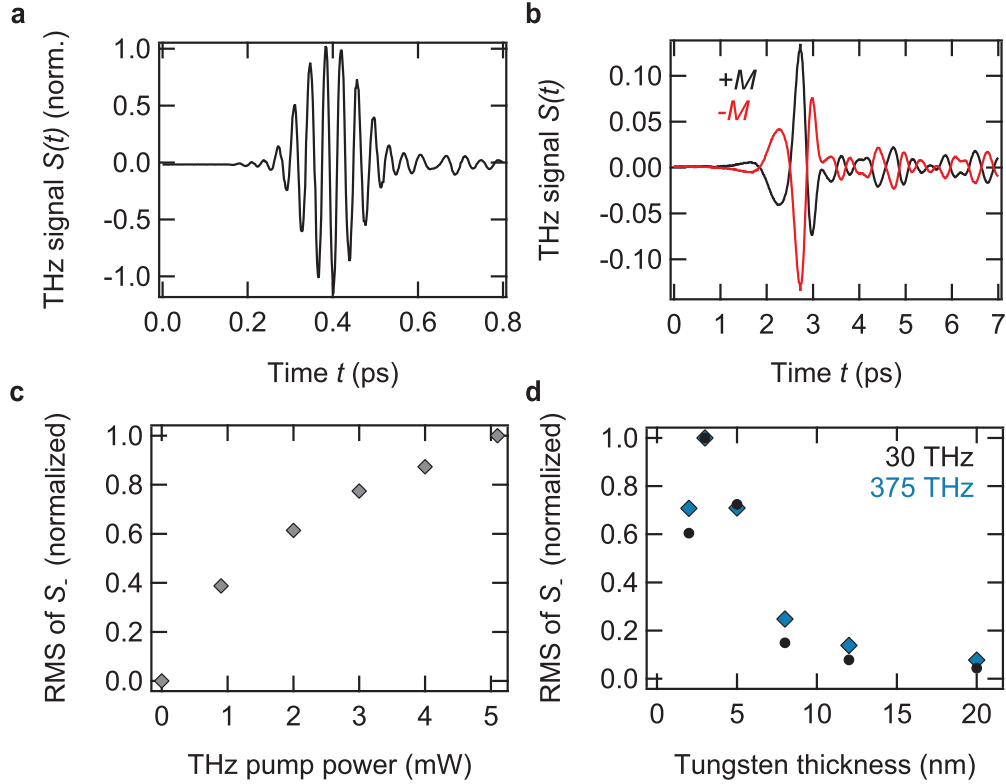 a
THz signal S(t) (norm.)
1.0
0.5
0.0
-0.5
-1.0
0.0 0.2 0.4 0.6 0.8
Time t (ps)
b
THz signal S(t)
0.10
0.05
0.00
-0.05
-0.10
+M
-M
0 1 2 3 4 5 6 7
Time t (ps)
c
RMS of S- (normalized)
1.0
0.8
0.6
0.4
0.2
0.0
0 1 2 3 4 5
THz pump power (mW)
d
RMS of S- (normalized)
1.0
0.8
0.6
0.4
0.2
0.0
30 THz
375 THz
0 5 10 15 20
Tungsten thickness (nm)